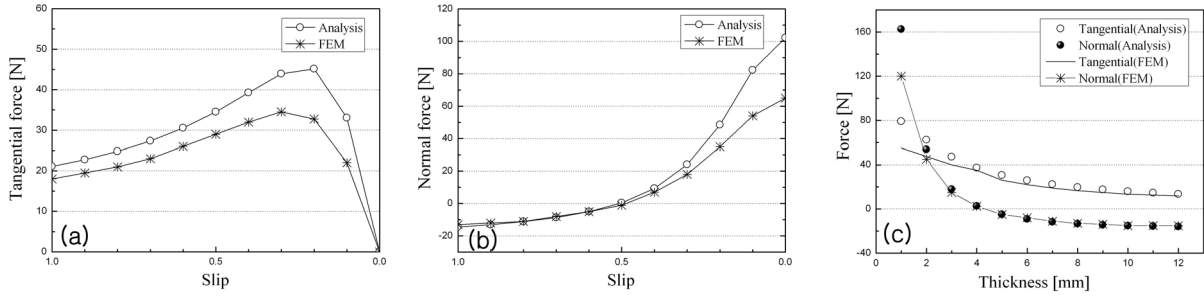 60
50
40
30
20
10
0
1.0
0.5
0.0
Tangential force [N]
Slip
Analysis
FEM
(a)
120
100
80
60
40
20
0
-20
1.0
0.5
0.0
Normal force [N]
Slip
Analysis
FEM
(b)
160
120
80
40
0
-40
0
2
4
6
8
10
12
Force [N]
Thickness [mm]
Tangential(Analysis)
Normal(Analysis)
Tangential(FEM)
Normal(FEM)
(c)